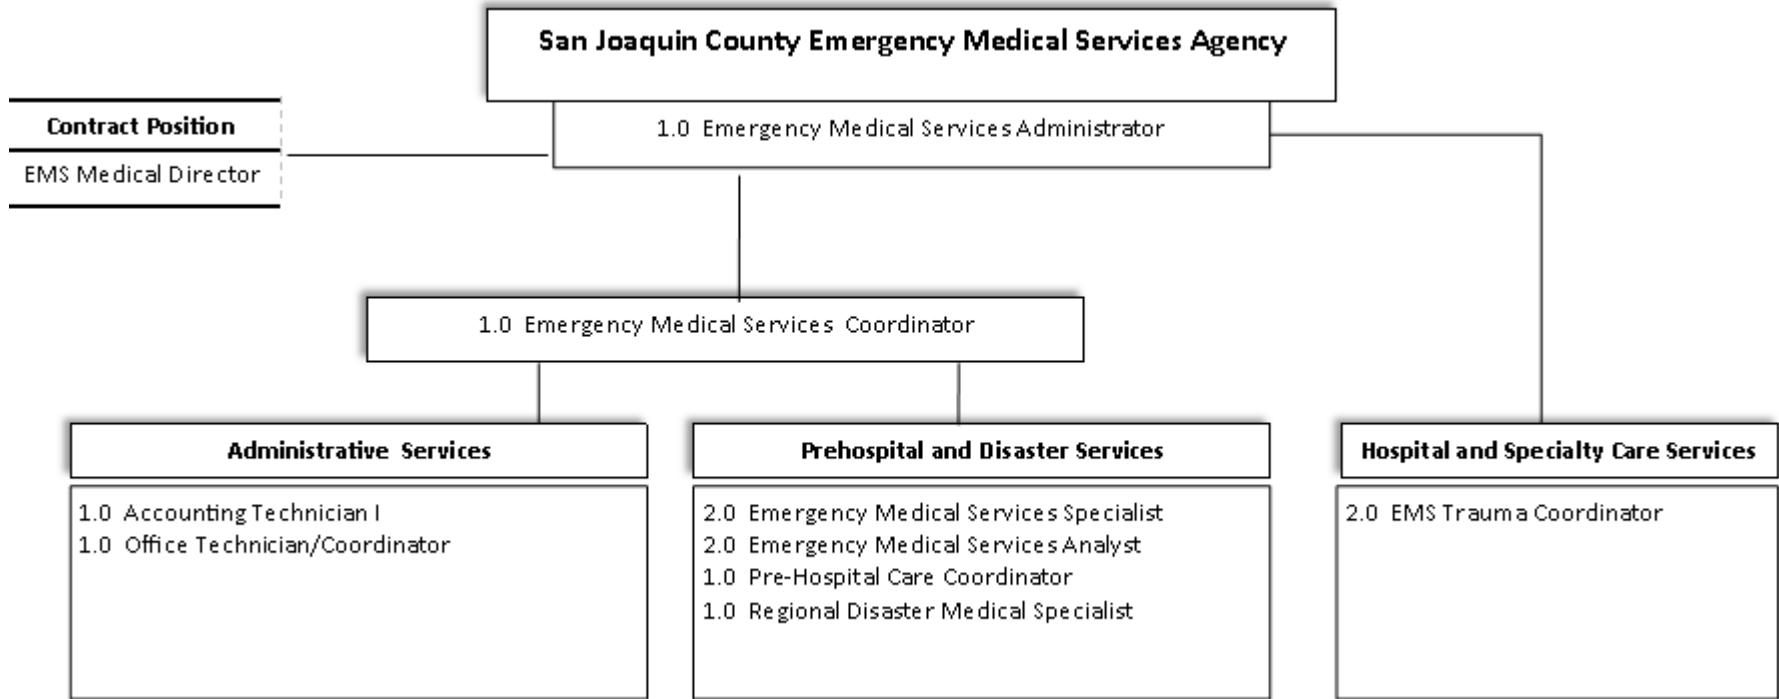 San Joaquin County Emergency Medical Services Agency
1.0 Emergency Medical Services Administrator
Contract Position
EMS Medical Director
1.0 Emergency Medical Services Coordinator
Administrative Services
1.0 Accounting Technician I
1.0 Office Technician/Coordinator
Prehospital and Disaster Services
2.0 Emergency Medical Services Specialist
2.0 Emergency Medical Services Analyst
1.0 Pre-Hospital Care Coordinator
1.0 Regional Disaster Medical Specialist
Hospital and Specialty Care Services
2.0 EMS Trauma Coordinator